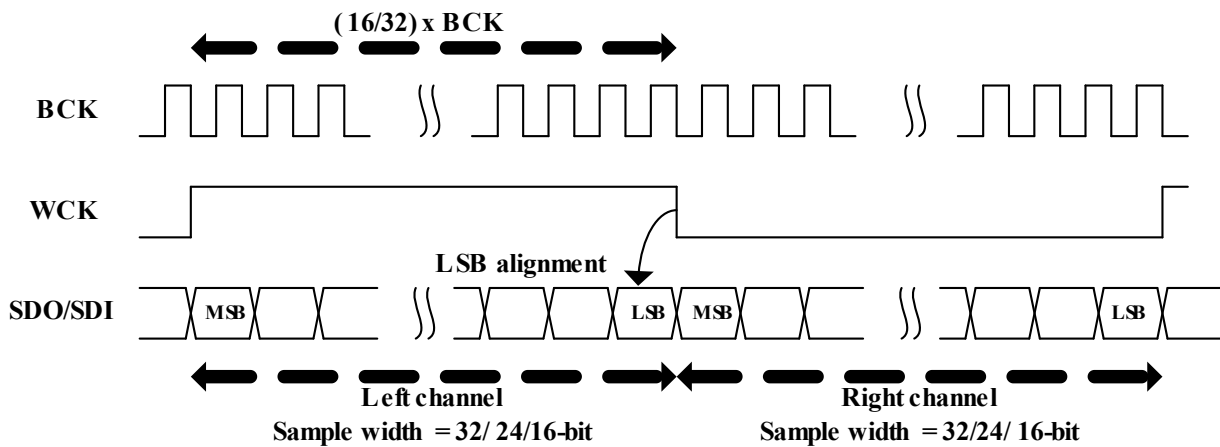 (16/32) x BCK
BCK
WCK
LSB alignment
SDO/SDI
MSB LSB MSB LSB
Left channel Right channel
Sample width = 32/ 24/16-bit Sample width = 32/24/ 16-bit